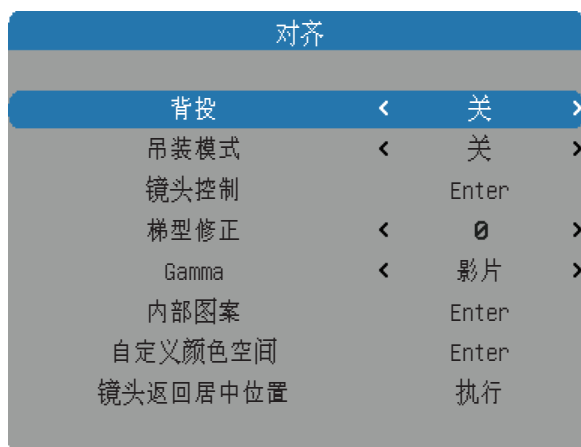 对齐
背投 < 关 >
吊装模式 < 关 >
镜头控制 Enter
梯型修正 < 0 >
Gamma < 影片 >
内部图案 Enter
自定义颜色空间 Enter
镜头返回居中位置 执行